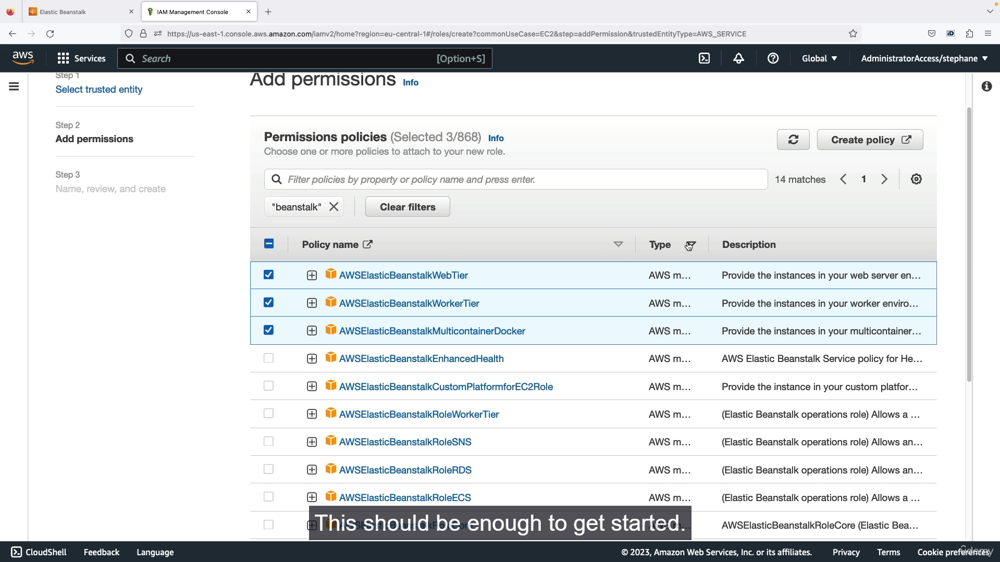 Elastic Beanstalk
IAM Management Console
https://us-east-1.console.aws.amazon.com/iamv2/home?region=eu-central-1#/roles/create?commonUseCase=EC2&step=addPermission&trustedEntityType=AWS_SERVICE
aws
Services
Search
[Option+S]
Global
AdministratorAccess/stephane
Step 1
Select trusted entity
Step 2
Add permissions
Step 3
Name, review, and create
Add permissions Info
Permissions policies (Selected 3/868) Info
Choose one or more policies to attach to your new role.
Create policy
Filter policies by property or policy name and press enter.
14 matches
1
"beanstalk"
Clear filters
Policy name
Type
Description
AWSElasticBeanstalkWebTier AWS m... Provide the instances in your web server en...
AWSElasticBeanstalkWorkerTier AWS m... Provide the instances in your worker enviro...
AWSElasticBeanstalkMulticontainerDocker AWS m... Provide the instances in your multicontainer...
AWSElasticBeanstalkEnhancedHealth AWS m... AWS Elastic Beanstalk Service policy for He...
AWSElasticBeanstalkCustomPlatformforEC2Role AWS m... Provide the instance in your custom platfor...
AWSElasticBeanstalkRoleWorkerTier AWS m... (Elastic Beanstalk operations role) Allows a ...
AWSElasticBeanstalkRoleSNS AWS m... (Elastic Beanstalk operations role) Allows an...
AWSElasticBeanstalkRoleRDS AWS m... (Elastic Beanstalk operations role) Allows an...
AWSElasticBeanstalkRoleECS AWS m... (Elastic Beanstalk operations role) Allows a ...
AWSElasticBeanstalkRoleCore (Elastic Bea...
This should be enough to get started.
CloudShell
Feedback
Language
© 2023, Amazon Web Services, Inc. or its affiliates.
Privacy
Terms
Cookie preferences
udemy